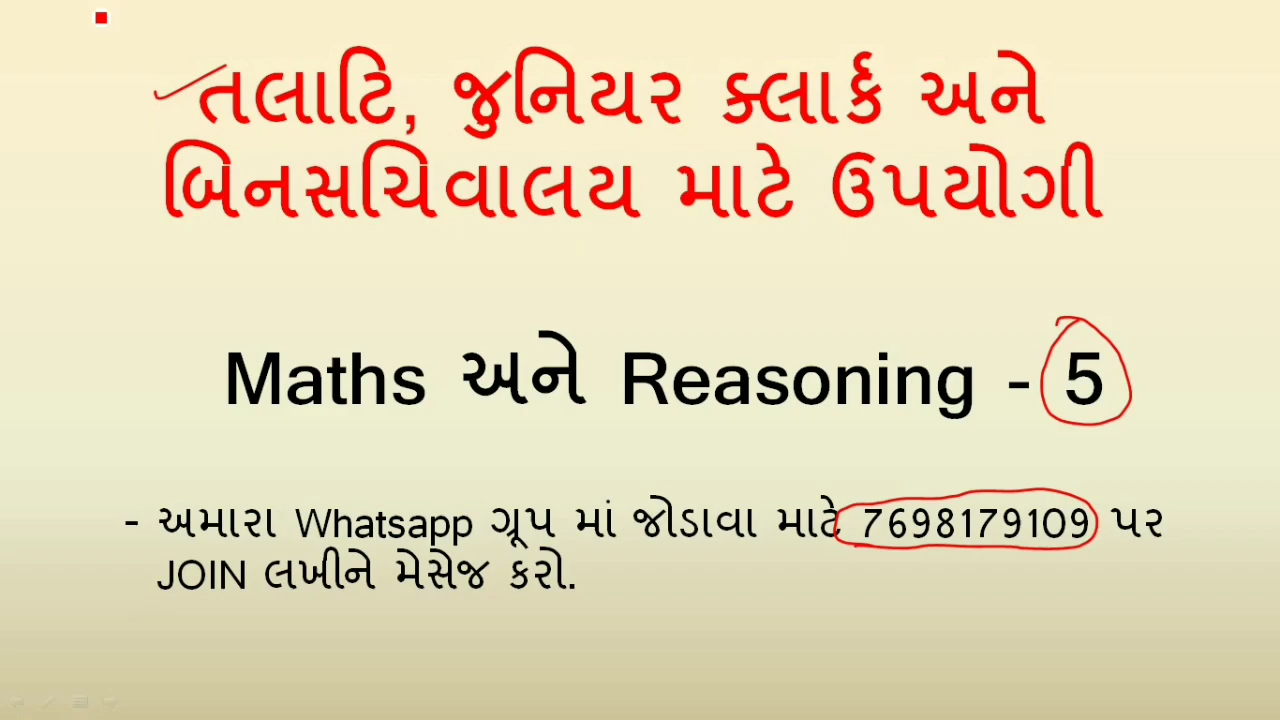 તલાટિ, જુનિયર ક્લાર્ક અને
બિનસચિવાલય માટે ઉપયોગી
Maths અને Reasoning - 5
- અમારા Whatsapp ગ્રૂપ માં જોડાવા માટે 7698179109 પર
JOIN લખીને મેસેજ કરો.